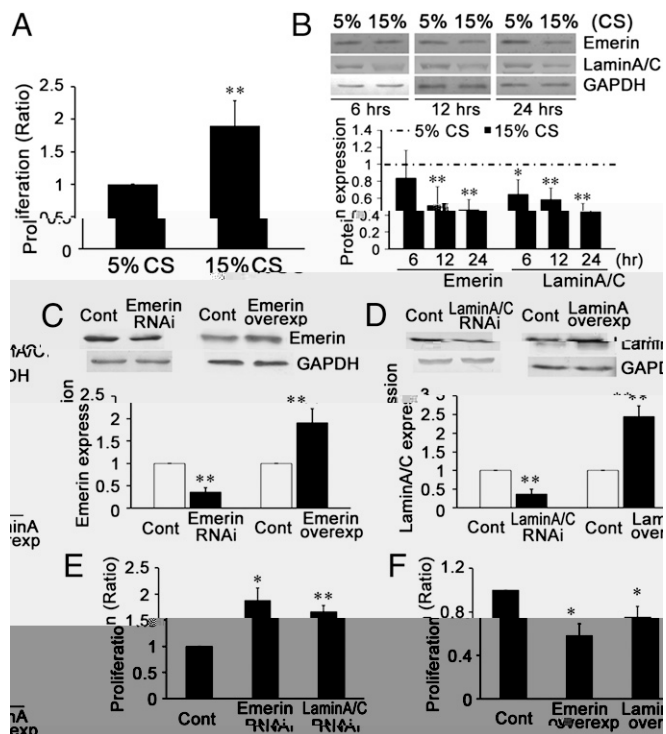 A
Proliferation (Ratio)
2.5
2
1.5
1
0
**
5% CS 15% CS
B
5% 15% 5% 15% 5% 15% (CS)
Emerin
LaminA/C
GAPDH
6 hrs 12 hrs 24 hrs
5% CS 15% CS
Protein expression
1.4
1.2
1
0.8
0.6
0.4
0
** ** * ** **
6 12 24 6 12 24 (hr)
Emerin LaminA/C
C
Cont Emerin RNAi Cont Emerin overexp
Emerin
GAPDH
Emerin expression
2
1.5
1
0.5
0
** **
Cont Emerin RNAi Cont Emerin overexp
D
Cont LaminA/C RNAi Cont LaminA overexp
LaminA/C expres
2.5
2
1.5
1
0.5
0
** **
Cont LaminA/C RNAi Cont
E
Proliferation (Ratio)
2.5
2
1.5
1
0.5
0
* **
Cont Emerin RNAi LaminA/C RNAi
F
Proliferation (Ratio)
1.2
0.8
0.4
0
* *
Cont Emerin overexp